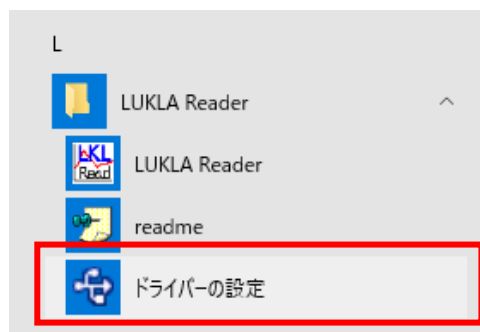 L
LUKLA Reader
LKL
Read
LUKLA Reader
readme
ドライバーの設定